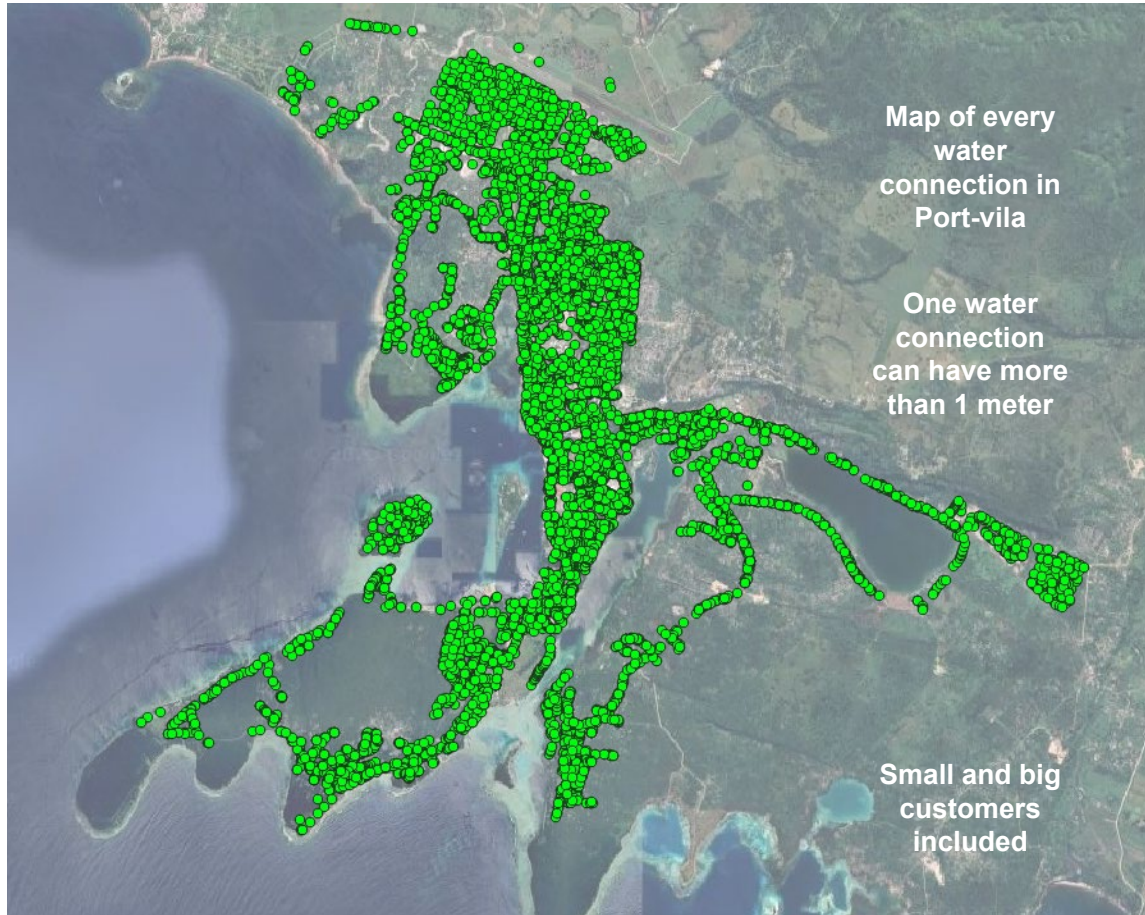 Map of every
water
connection in
Port-vila
One water
connection
can have more
than 1 meter
Small and big
customers
included